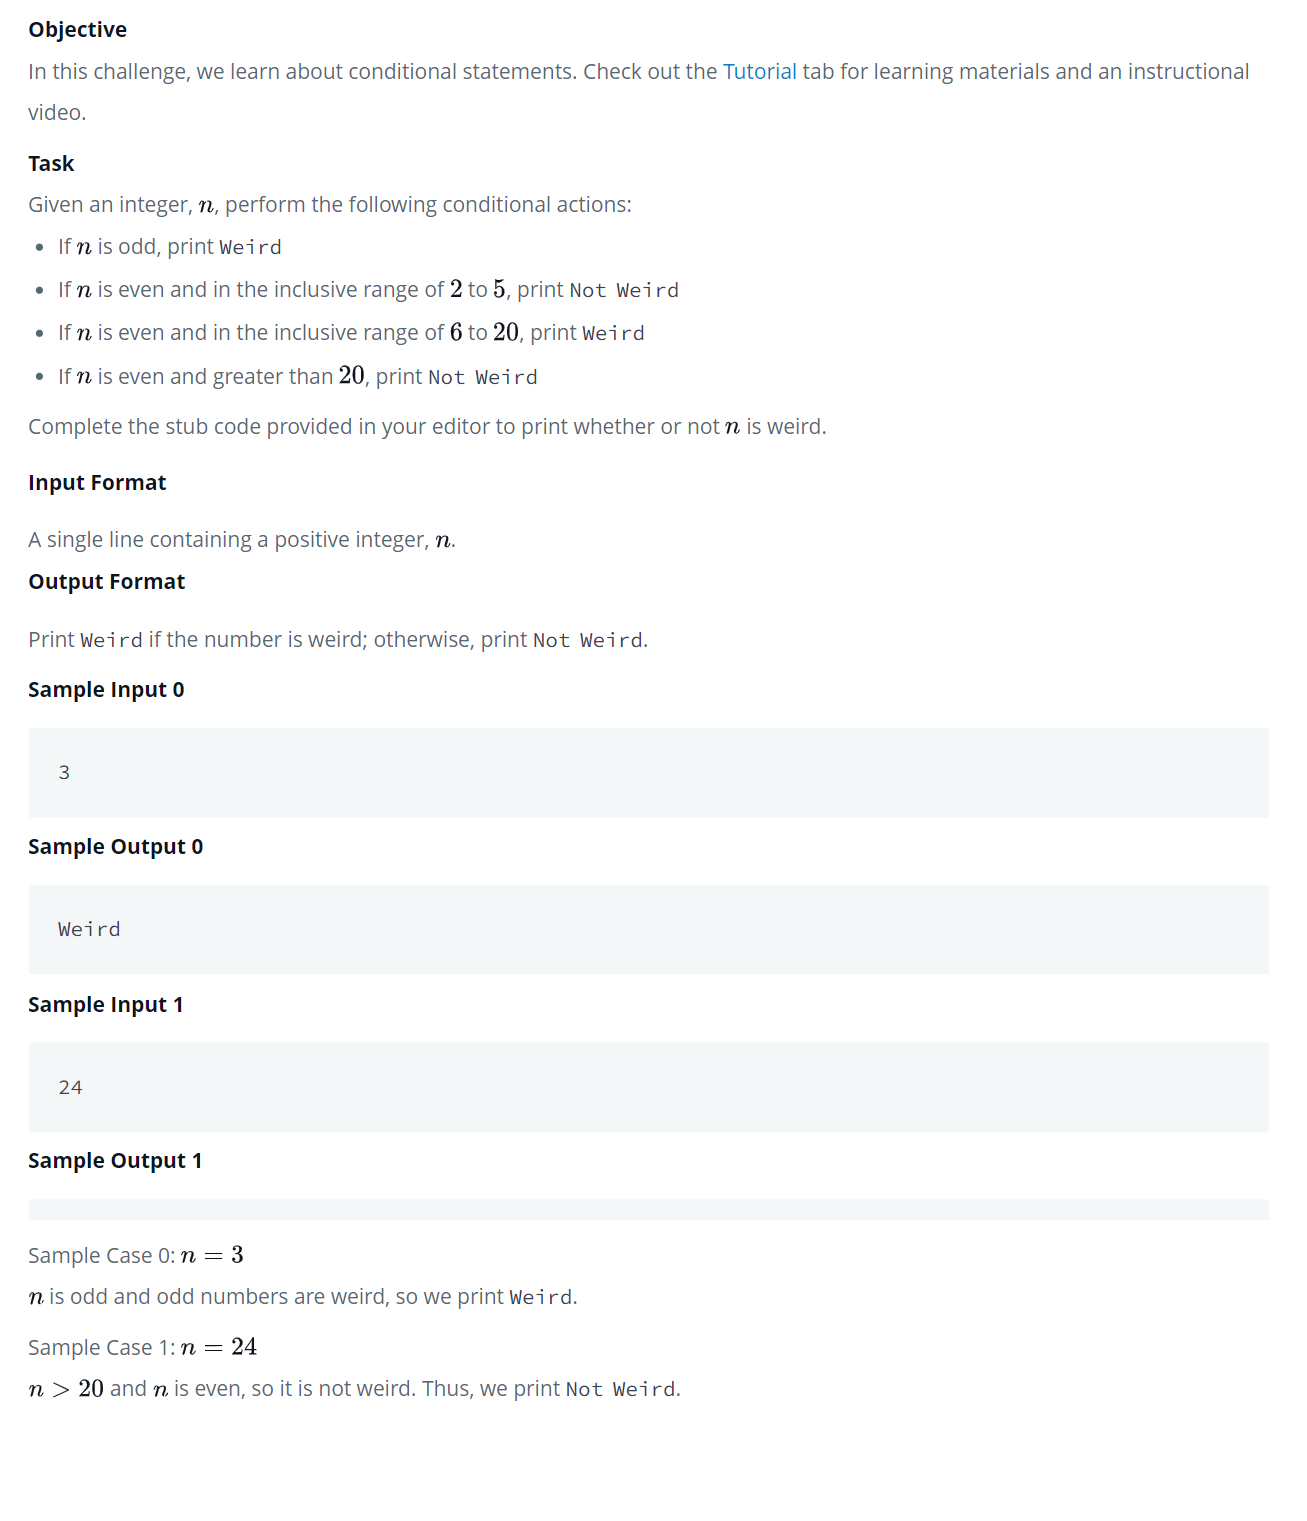 Objective
In this challenge, we learn about conditional statements. Check out the Tutorial tab for learning materials and an instructional
video.
Task
Given an integer, n, perform the following conditional actions:
• If n is odd, print Weird
• If n is even and in the inclusive range of 2 to 5, print Not Weird
• If n is even and in the inclusive range of 6 to 20, print Weird
• If n is even and greater than 20, print Not Weird
Complete the stub code provided in your editor to print whether or not n is weird.
Input Format
A single line containing a positive integer, n.
Output Format
Print Weird if the number is weird; otherwise, print Not Weird.
Sample Input 0
3
Sample Output 0
Weird
Sample Input 1
24
Sample Output 1
Sample Case 0: n = 3
n is odd and odd numbers are weird, so we print Weird.
Sample Case 1: n = 24
n > 20 and n is even, so it is not weird. Thus, we print Not Weird.